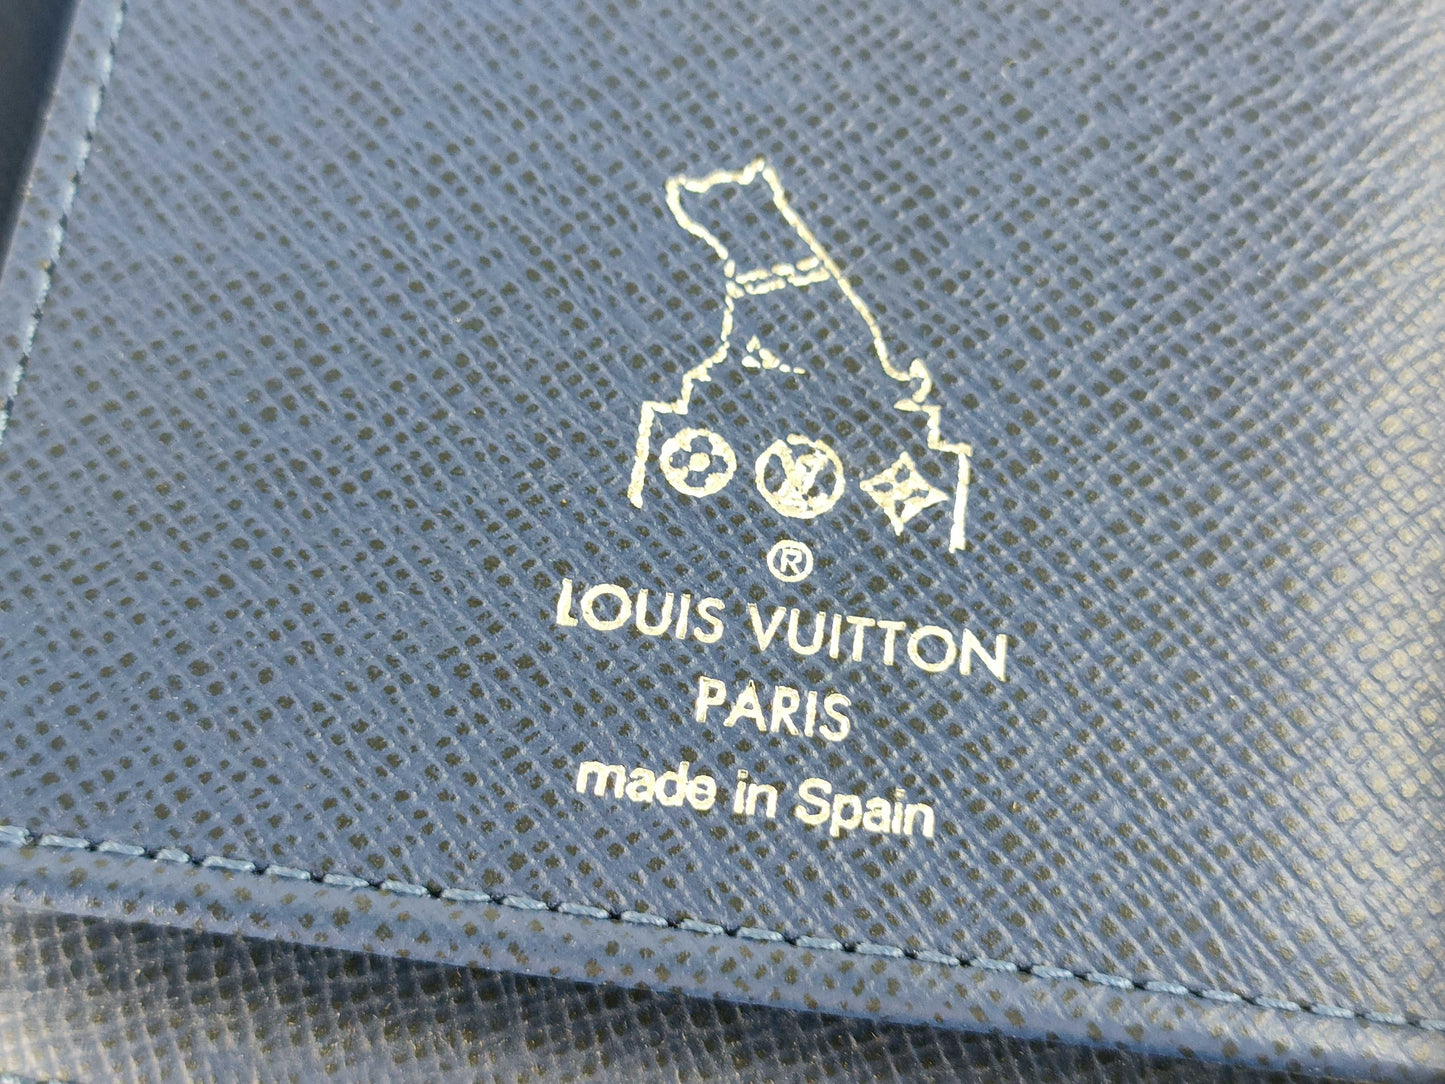 LV
®
LOUIS VUITTON
PARIS
made in Spain